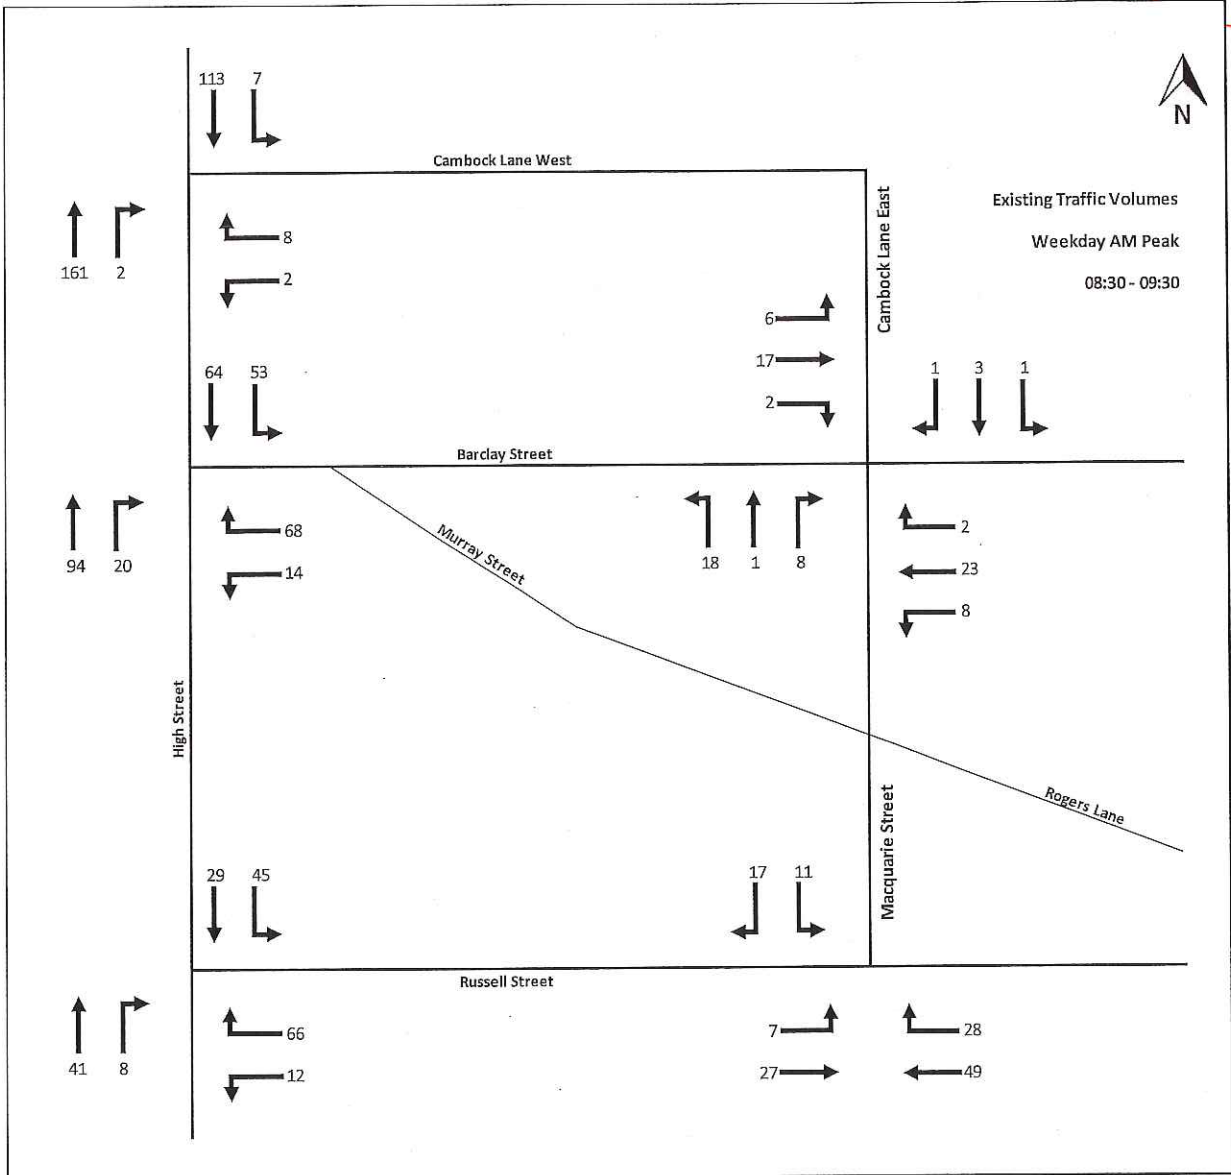 113 7
N
Cambock Lane West
Existing Traffic Volumes
Weekday AM Peak
08:30 - 09:30
Cambock Lane East
161 2
8
2
6
17
2
64 53
1 3 1
Barclay Street
94 20
68
14
Murray Street
18 1 8
2
23
8
High Street
Rogers Lane
Macquarie Street
29 45
17 11
Russell Street
41 8
66
12
7
27
28
49